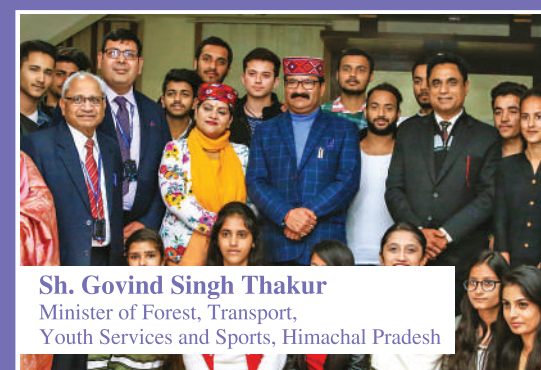 Sh. Govind Singh Thakur
Minister of Forest, Transport,
Youth Services and Sports, Himachal Pradesh